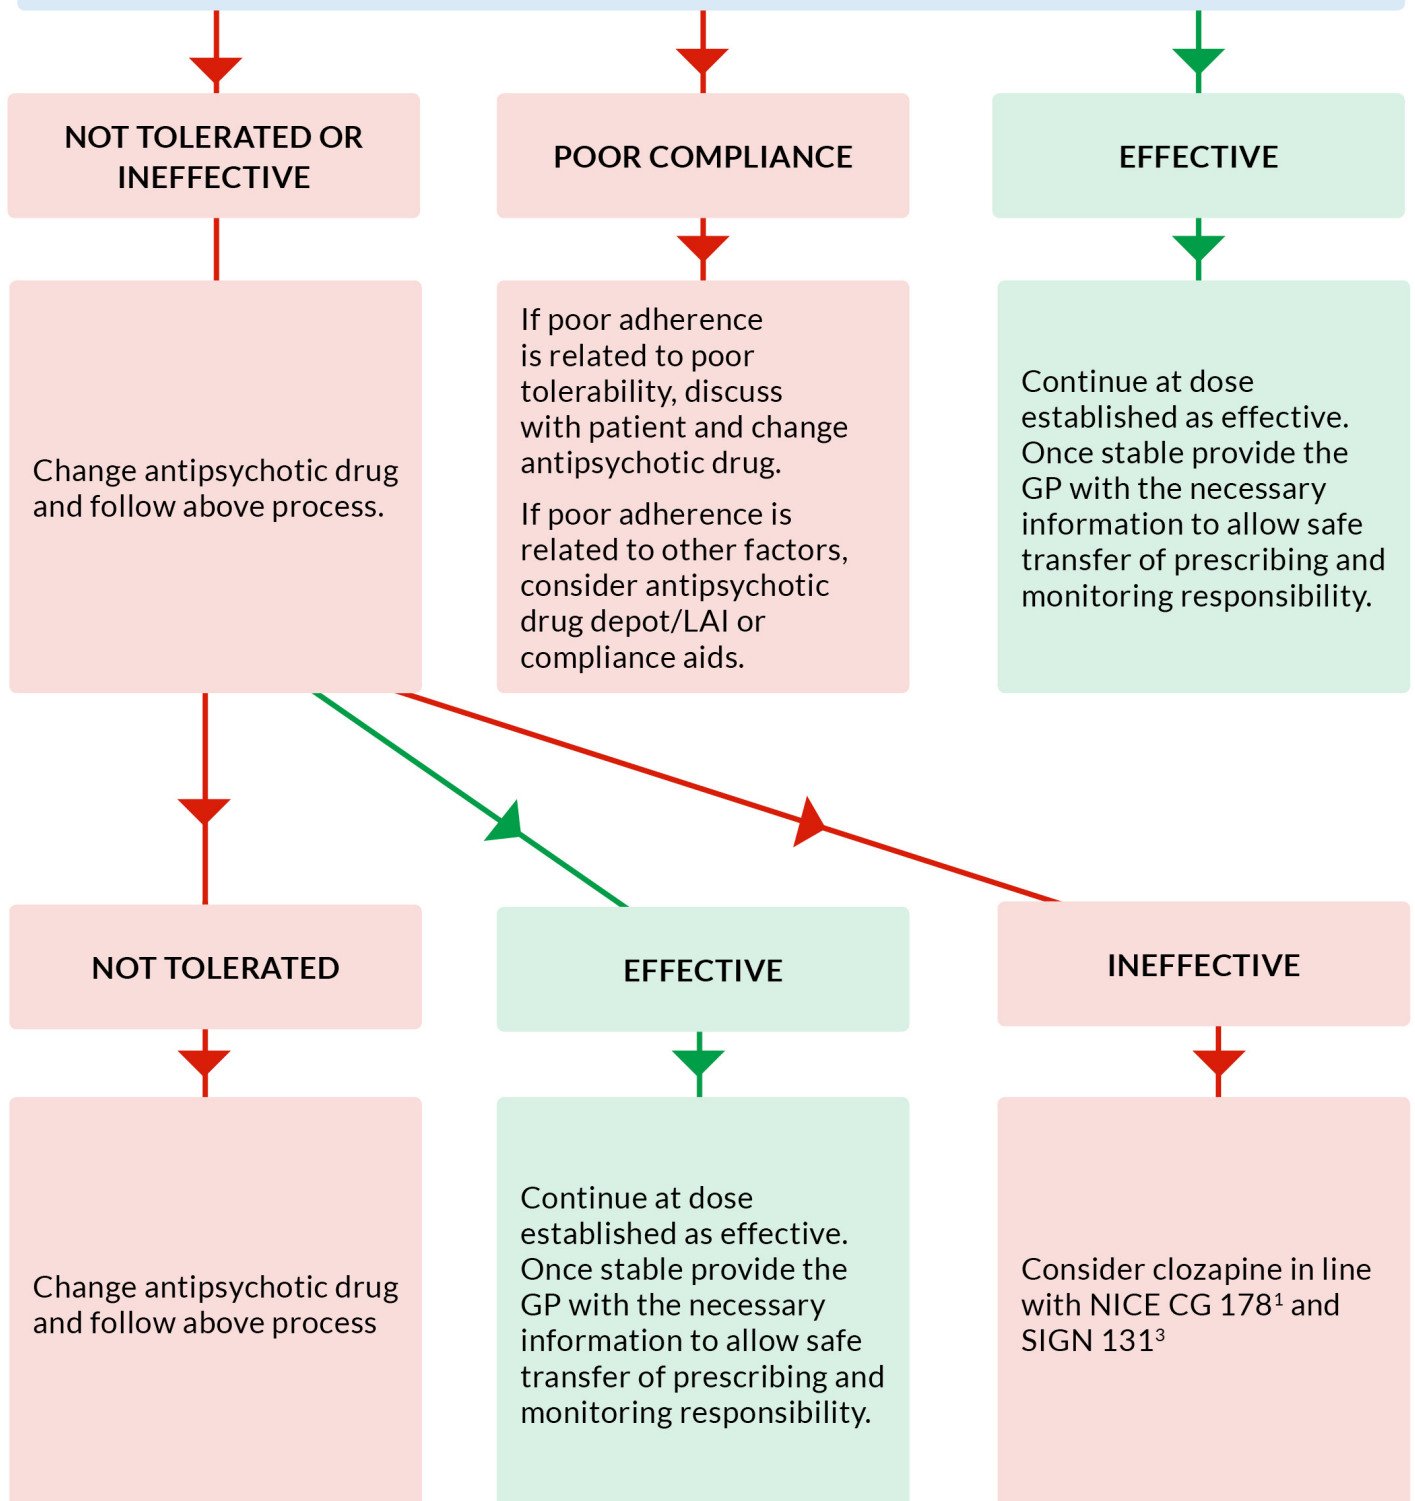 NOT TOLERATED OR
INEFFECTIVE
POOR COMPLIANCE
EFFECTIVE
Change antipsychotic drug
and follow above process.
If poor adherence
is related to poor
tolerability, discuss
with patient and change
antipsychotic drug.
If poor adherence is
related to other factors,
consider antipsychotic
drug depot/LAI or
compliance aids.
Continue at dose
established as effective.
Once stable provide the
GP with the necessary
information to allow safe
transfer of prescribing and
monitoring responsibility.
NOT TOLERATED
EFFECTIVE
INEFFECTIVE
Change antipsychotic drug
and follow above process
Continue at dose
established as effective.
Once stable provide the
GP with the necessary
information to allow safe
transfer of prescribing and
monitoring responsibility.
Consider clozapine in line
with NICE CG 178¹ and
SIGN 131³